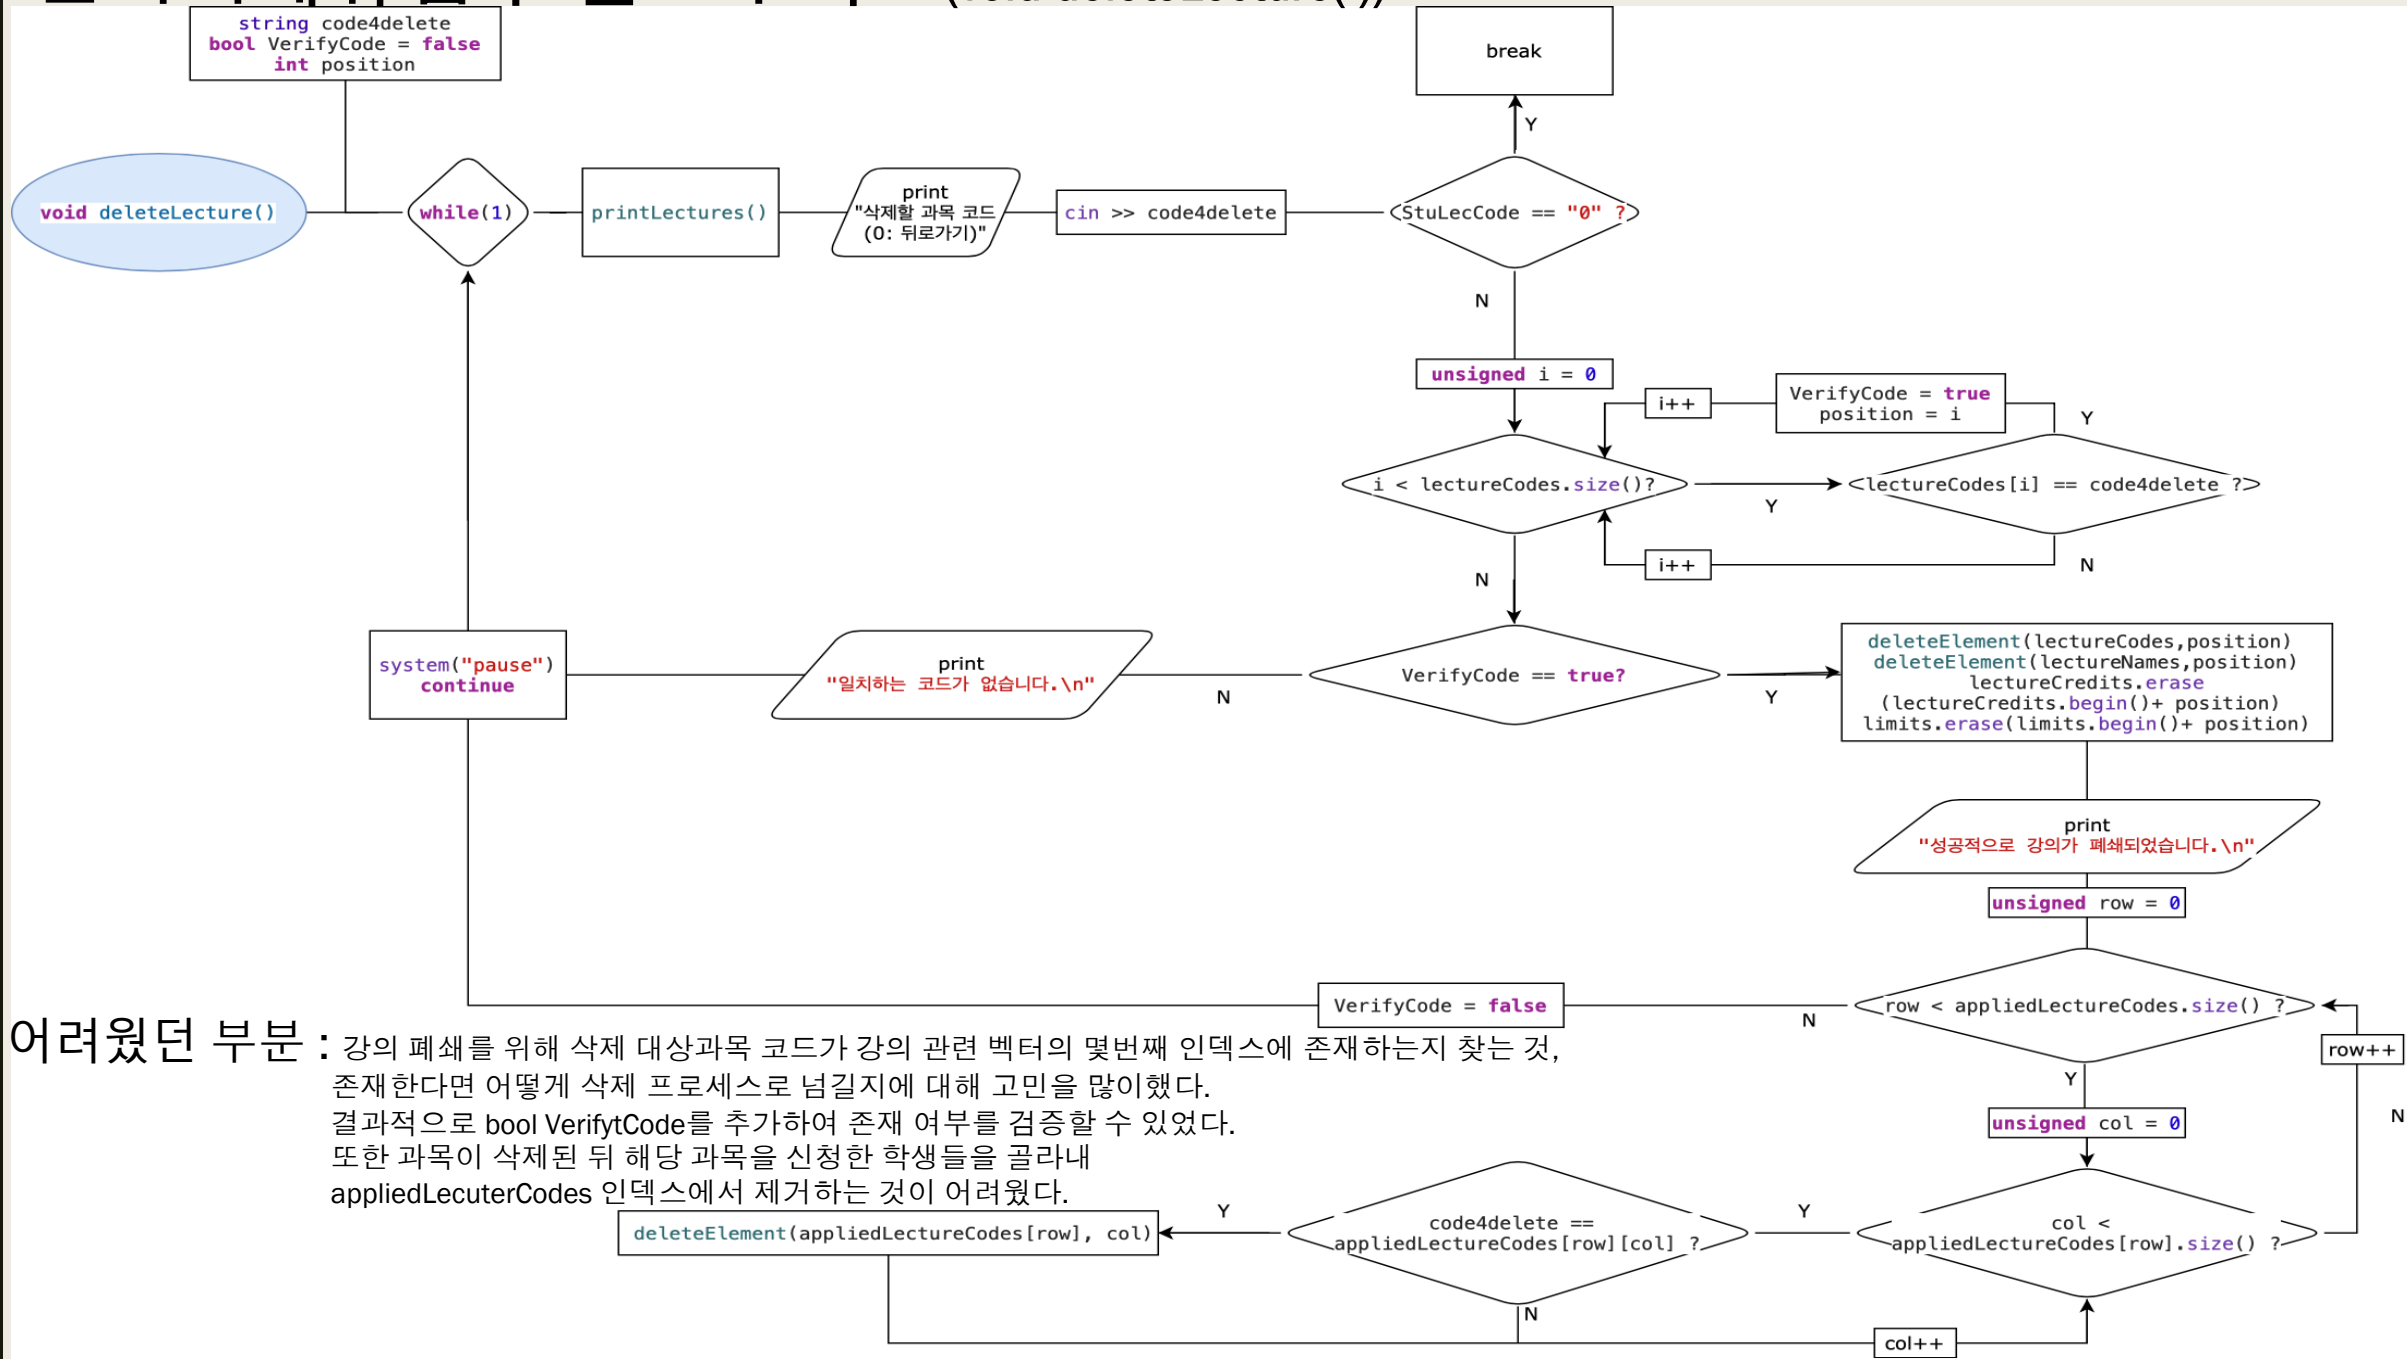 (void deleteLecture())
string code4delete
bool VerifyCode = false
int position
break
Y
void deleteLecture()
while(1)
printLectures()
print
"삭제할 과목 코드
(0: 뒤로가기)"
cin >> code4delete
StuLecCode == "0" ?
N
unsigned i = 0
i++
VerifyCode = true
position = i
Y
i < lectureCodes.size()?
Y
lectureCodes[i] == code4delete ?
i++
N
N
system("pause")
continue
print
"일치하는 코드가 없습니다.\n"
N
VerifyCode == true?
Y
deleteElement(lectureCodes,position)
deleteElement(lectureNames,position)
lectureCredits.erase
(lectureCredits.begin()+ position)
limits.erase(limits.begin()+ position)
print
"성공적으로 강의가 폐쇄되었습니다.\n"
unsigned row = 0
VerifyCode = false
N
row < appliedLectureCodes.size() ?
row++
Y
N
unsigned col = 0
어려웠던 부분 : 강의 폐쇄를 위해 삭제 대상과목 코드가 강의 관련 벡터의 몇번째 인덱스에 존재하는지 찾는 것,
존재한다면 어떻게 삭제 프로세스로 넘길지에 대해 고민을 많이했다.
결과적으로 bool VerifytCode를 추가하여 존재 여부를 검증할 수 있었다.
또한 과목이 삭제된 뒤 해당 과목을 신청한 학생들을 골라내
appliedLecuterCodes 인덱스에서 제거하는 것이 어려웠다.
deleteElement(appliedLectureCodes[row], col)
Y
code4delete ==
appliedLectureCodes[row][col] ?
Y
col <
appliedLectureCodes[row].size() ?
N
col++